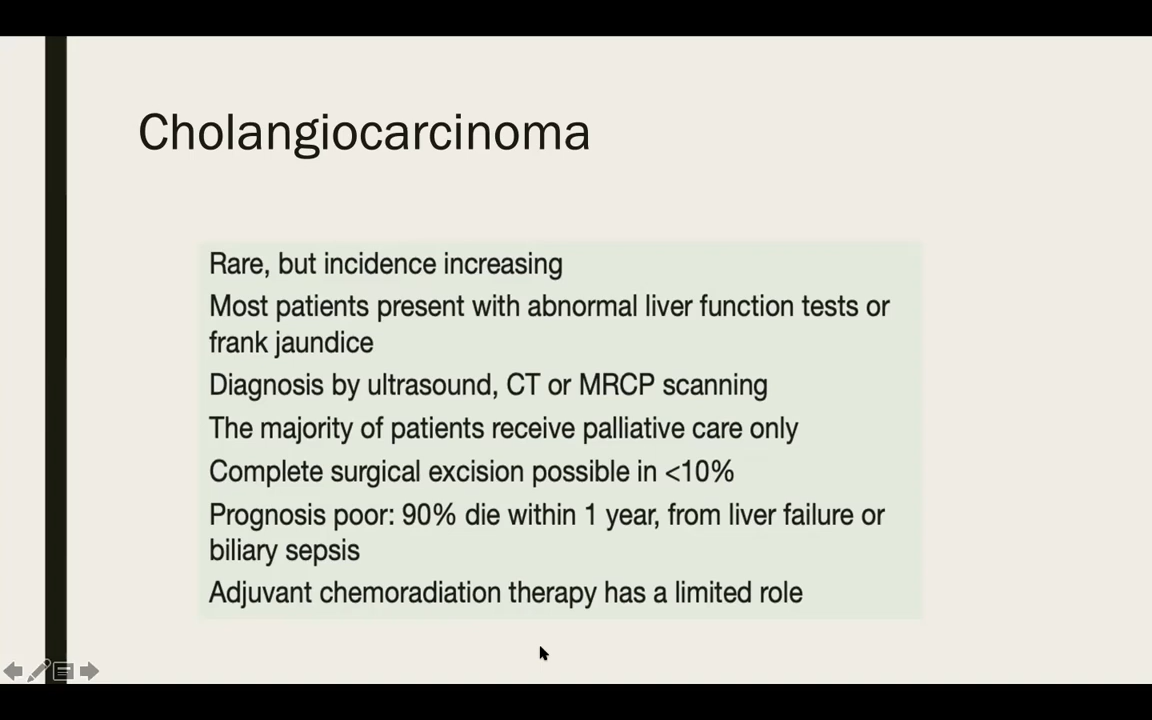 Cholangiocarcinoma
Rare, but incidence increasing
Most patients present with abnormal liver function tests or
frank jaundice
Diagnosis by ultrasound, CT or MRCP scanning
The majority of patients receive palliative care only
Complete surgical excision possible in <10%
Prognosis poor: 90% die within 1 year, from liver failure or
biliary sepsis
Adjuvant chemoradiation therapy has a limited role